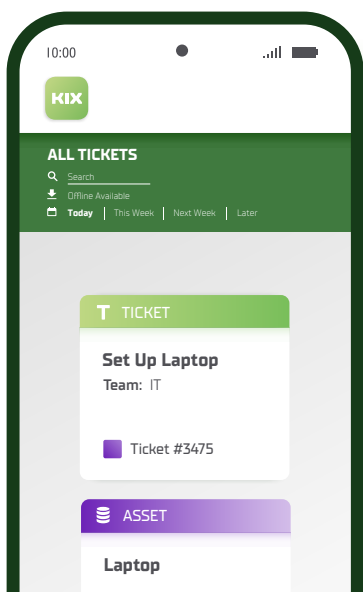 10:00
KIX
ALL TICKETS
Search
Offline Available
Today | This Week | Next Week | Later
T TICKET
Set Up Laptop
Team: IT
Ticket #3475
ASSET
Laptop